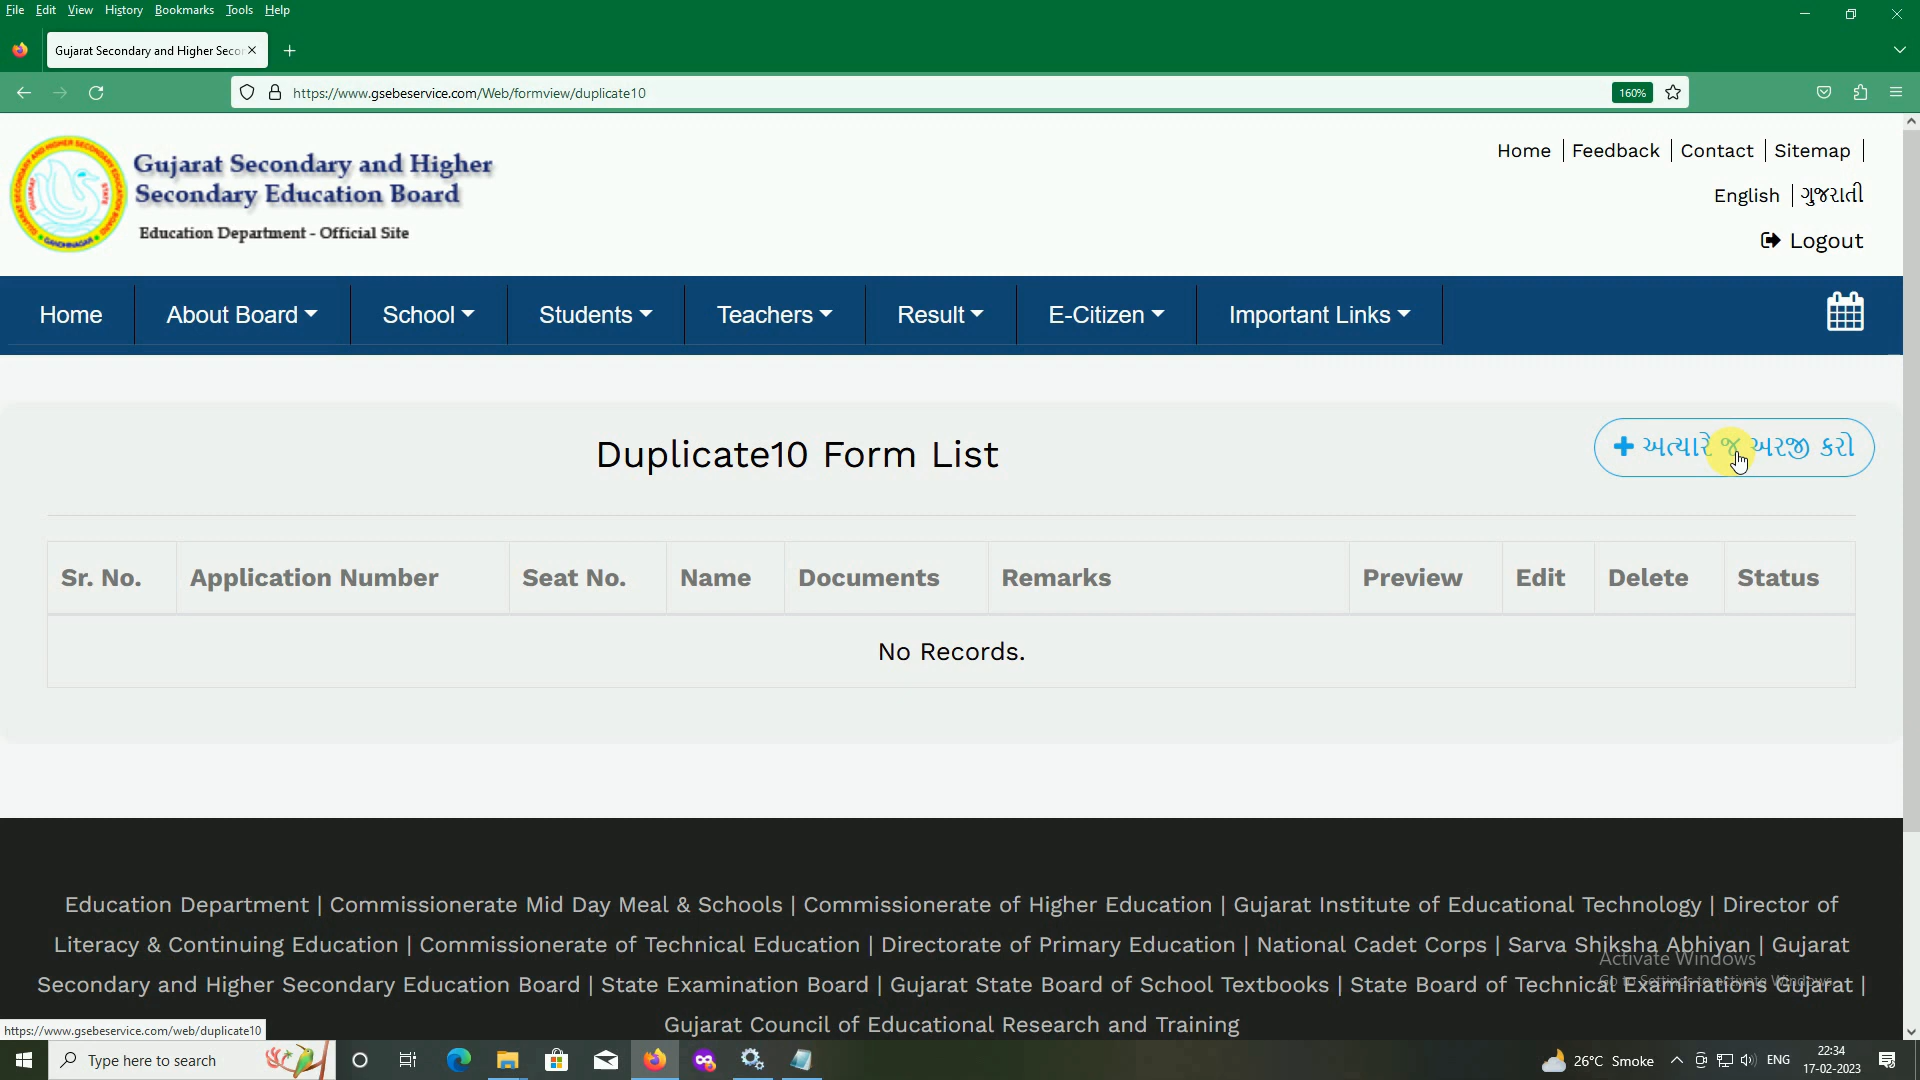 File Edit View History Bookmarks Tools Help
Gujarat Secondary and Higher Secor
https://www.gsebeservice.com/Web/formview/duplicate10
160%
Gujarat Secondary and Higher
Secondary Education Board
Education Department - Official Site
Home | Feedback | Contact | Sitemap |
English | ગુજરાતી
Logout
Home About Board School Students Teachers Result E-Citizen Important Links
Duplicate10 Form List
અત્યારે જ અરજી કરો
Sr. No. Application Number Seat No. Name Documents Remarks Preview Edit Delete Status
No Records.
Education Department | Commissionerate Mid Day Meal & Schools | Commissionerate of Higher Education | Gujarat Institute of Educational Technology | Director of
Literacy & Continuing Education | Commissionerate of Technical Education | Directorate of Primary Education | National Cadet Corps | Sarva Shiksha Abhiyan | Gujarat
Secondary and Higher Secondary Education Board | State Examination Board | Gujarat State Board of School Textbooks | State Board of Technical Examinations Gujarat |
Gujarat Council of Educational Research and Training
Activate Windows
Go to Settings to activate Windows.
https://www.gsebeservice.com/web/duplicate10
Type here to search
26°C Smoke
ENG
22:34
17-02-2023